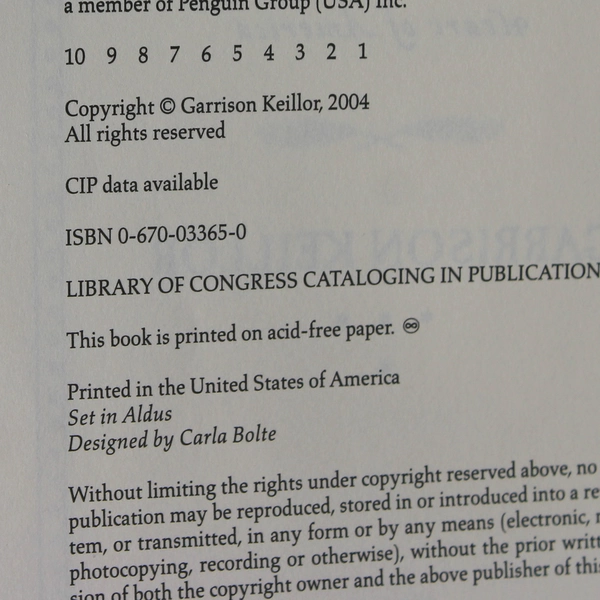 a member of Penguin Group (USA) Inc.
10 9 8 7 6 5 4 3 2 1
Copyright © Garrison Keillor, 2004
All rights reserved
CIP data available
ISBN 0-670-03365-0
LIBRARY OF CONGRESS CATALOGING IN PUBLICATION
This book is printed on acid-free paper. ♾
Printed in the United States of America
Set in Aldus
Designed by Carla Bolte
Without limiting the rights under copyright reserved above, no
publication may be reproduced, stored in or introduced into a re
tem, or transmitted, in any form or by any means (electronic,
photocopying, recording or otherwise), without the prior writt
sion of both the copyright owner and the above publisher of this